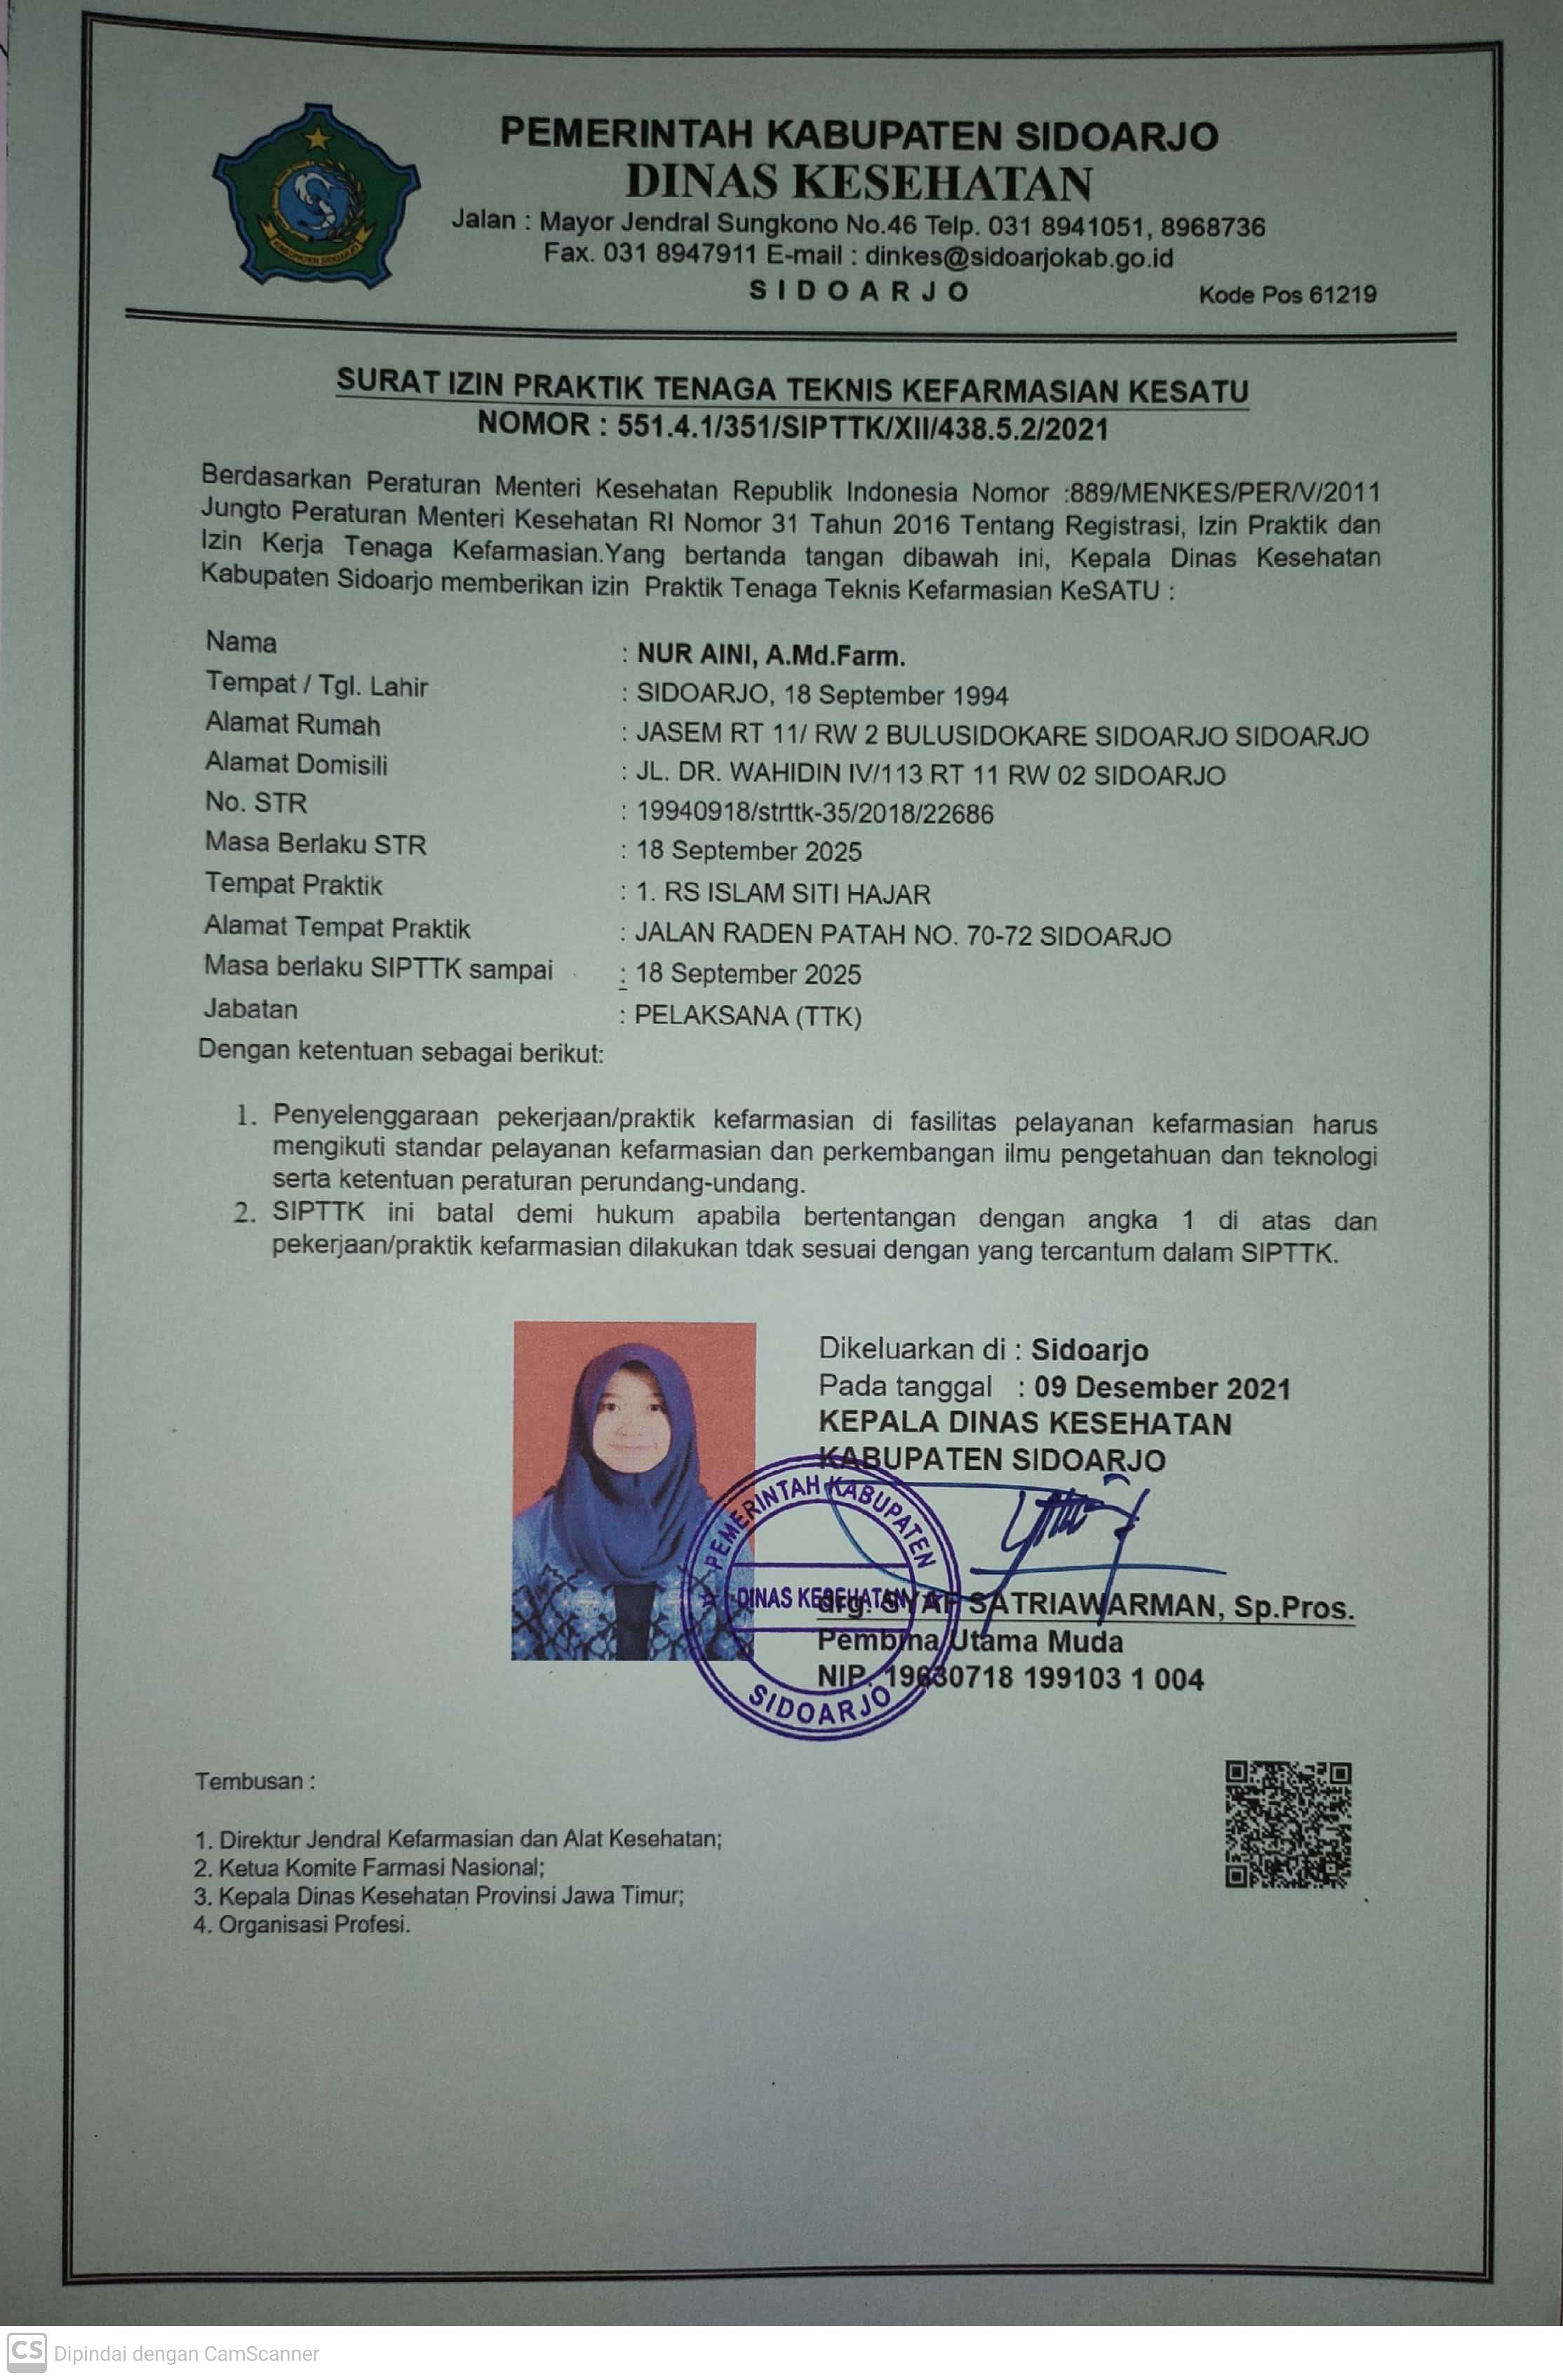 PEMERINTAH KABUPATEN SIDOARJO
DINAS KESEHATAN
Jalan : Mayor Jendral Sungkono No.46 Telp. 031 8941051, 8968736
Fax. 031 8947911 E-mail : dinkes@sidoarjokab.go.id
S I D O A R J O
Kode Pos 61219
KABUPATEN SIDOARJO
SURAT IZIN PRAKTIK TENAGA TEKNIS KEFARMASIAN KESATU
NOMOR : 551.4.1/351/SIPTTK/XII/438.5.2/2021
Berdasarkan Peraturan Menteri Kesehatan Republik Indonesia Nomor :889/MENKES/PER/V/2011
Jungto Peraturan Menteri Kesehatan RI Nomor 31 Tahun 2016 Tentang Registrasi, Izin Praktik dan
Izin Kerja Tenaga Kefarmasian.Yang bertanda tangan dibawah ini, Kepala Dinas Kesehatan
Kabupaten Sidoarjo memberikan izin Praktik Tenaga Teknis Kefarmasian KeSATU :
Nama : NUR AINI, A.Md.Farm.
Tempat / Tgl. Lahir : SIDOARJO, 18 September 1994
Alamat Rumah : JASEM RT 11/ RW 2 BULUSIDOKARE SIDOARJO SIDOARJO
Alamat Domisili : JL. DR. WAHIDIN IV/113 RT 11 RW 02 SIDOARJO
No. STR : 19940918/strttk-35/2018/22686
Masa Berlaku STR : 18 September 2025
Tempat Praktik : 1. RS ISLAM SITI HAJAR
Alamat Tempat Praktik : JALAN RADEN PATAH NO. 70-72 SIDOARJO
Masa berlaku SIPTTK sampai : 18 September 2025
Jabatan : PELAKSANA (TTK)
Dengan ketentuan sebagai berikut:
1. Penyelenggaraan pekerjaan/praktik kefarmasian di fasilitas pelayanan kefarmasian harus
mengikuti standar pelayanan kefarmasian dan perkembangan ilmu pengetahuan dan teknologi
serta ketentuan peraturan perundang-undang.
2. SIPTTK ini batal demi hukum apabila bertentangan dengan angka 1 di atas dan
pekerjaan/praktik kefarmasian dilakukan tdak sesuai dengan yang tercantum dalam SIPTTK.
Dikeluarkan di : Sidoarjo
Pada tanggal : 09 Desember 2021
KEPALA DINAS KESEHATAN
KABUPATEN SIDOARJO
PEMERINTAH KABUPATEN
DINAS KESEHATAN
SIDOARJO
drg. SYAF SATRIAWARMAN, Sp.Pros.
Pembina Utama Muda
NIP. 19630718 199103 1 004
Tembusan :
1. Direktur Jendral Kefarmasian dan Alat Kesehatan;
2. Ketua Komite Farmasi Nasional;
3. Kepala Dinas Kesehatan Provinsi Jawa Timur;
4. Organisasi Profesi.
CS Dipindai dengan CamScanner